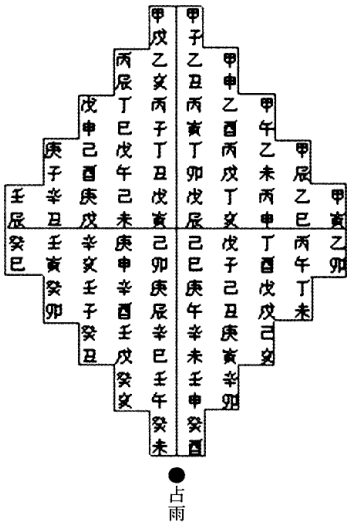 甲寅乙卯
甲辰乙巳丙午丁未
甲午乙未丙申丁酉戊戌己亥
甲申乙酉丙戌丁亥戊子己丑庚寅辛卯
甲子乙丑丙寅丁卯戊辰己巳庚午辛未壬申癸酉
甲戌乙亥丙子丁丑戊寅己卯庚辰辛巳壬午癸未
丙辰丁巳戊午己未庚申辛酉壬戌癸亥
戊申己酉庚戌辛亥壬子癸丑
庚子辛丑壬寅癸卯
壬辰癸巳
●占雨